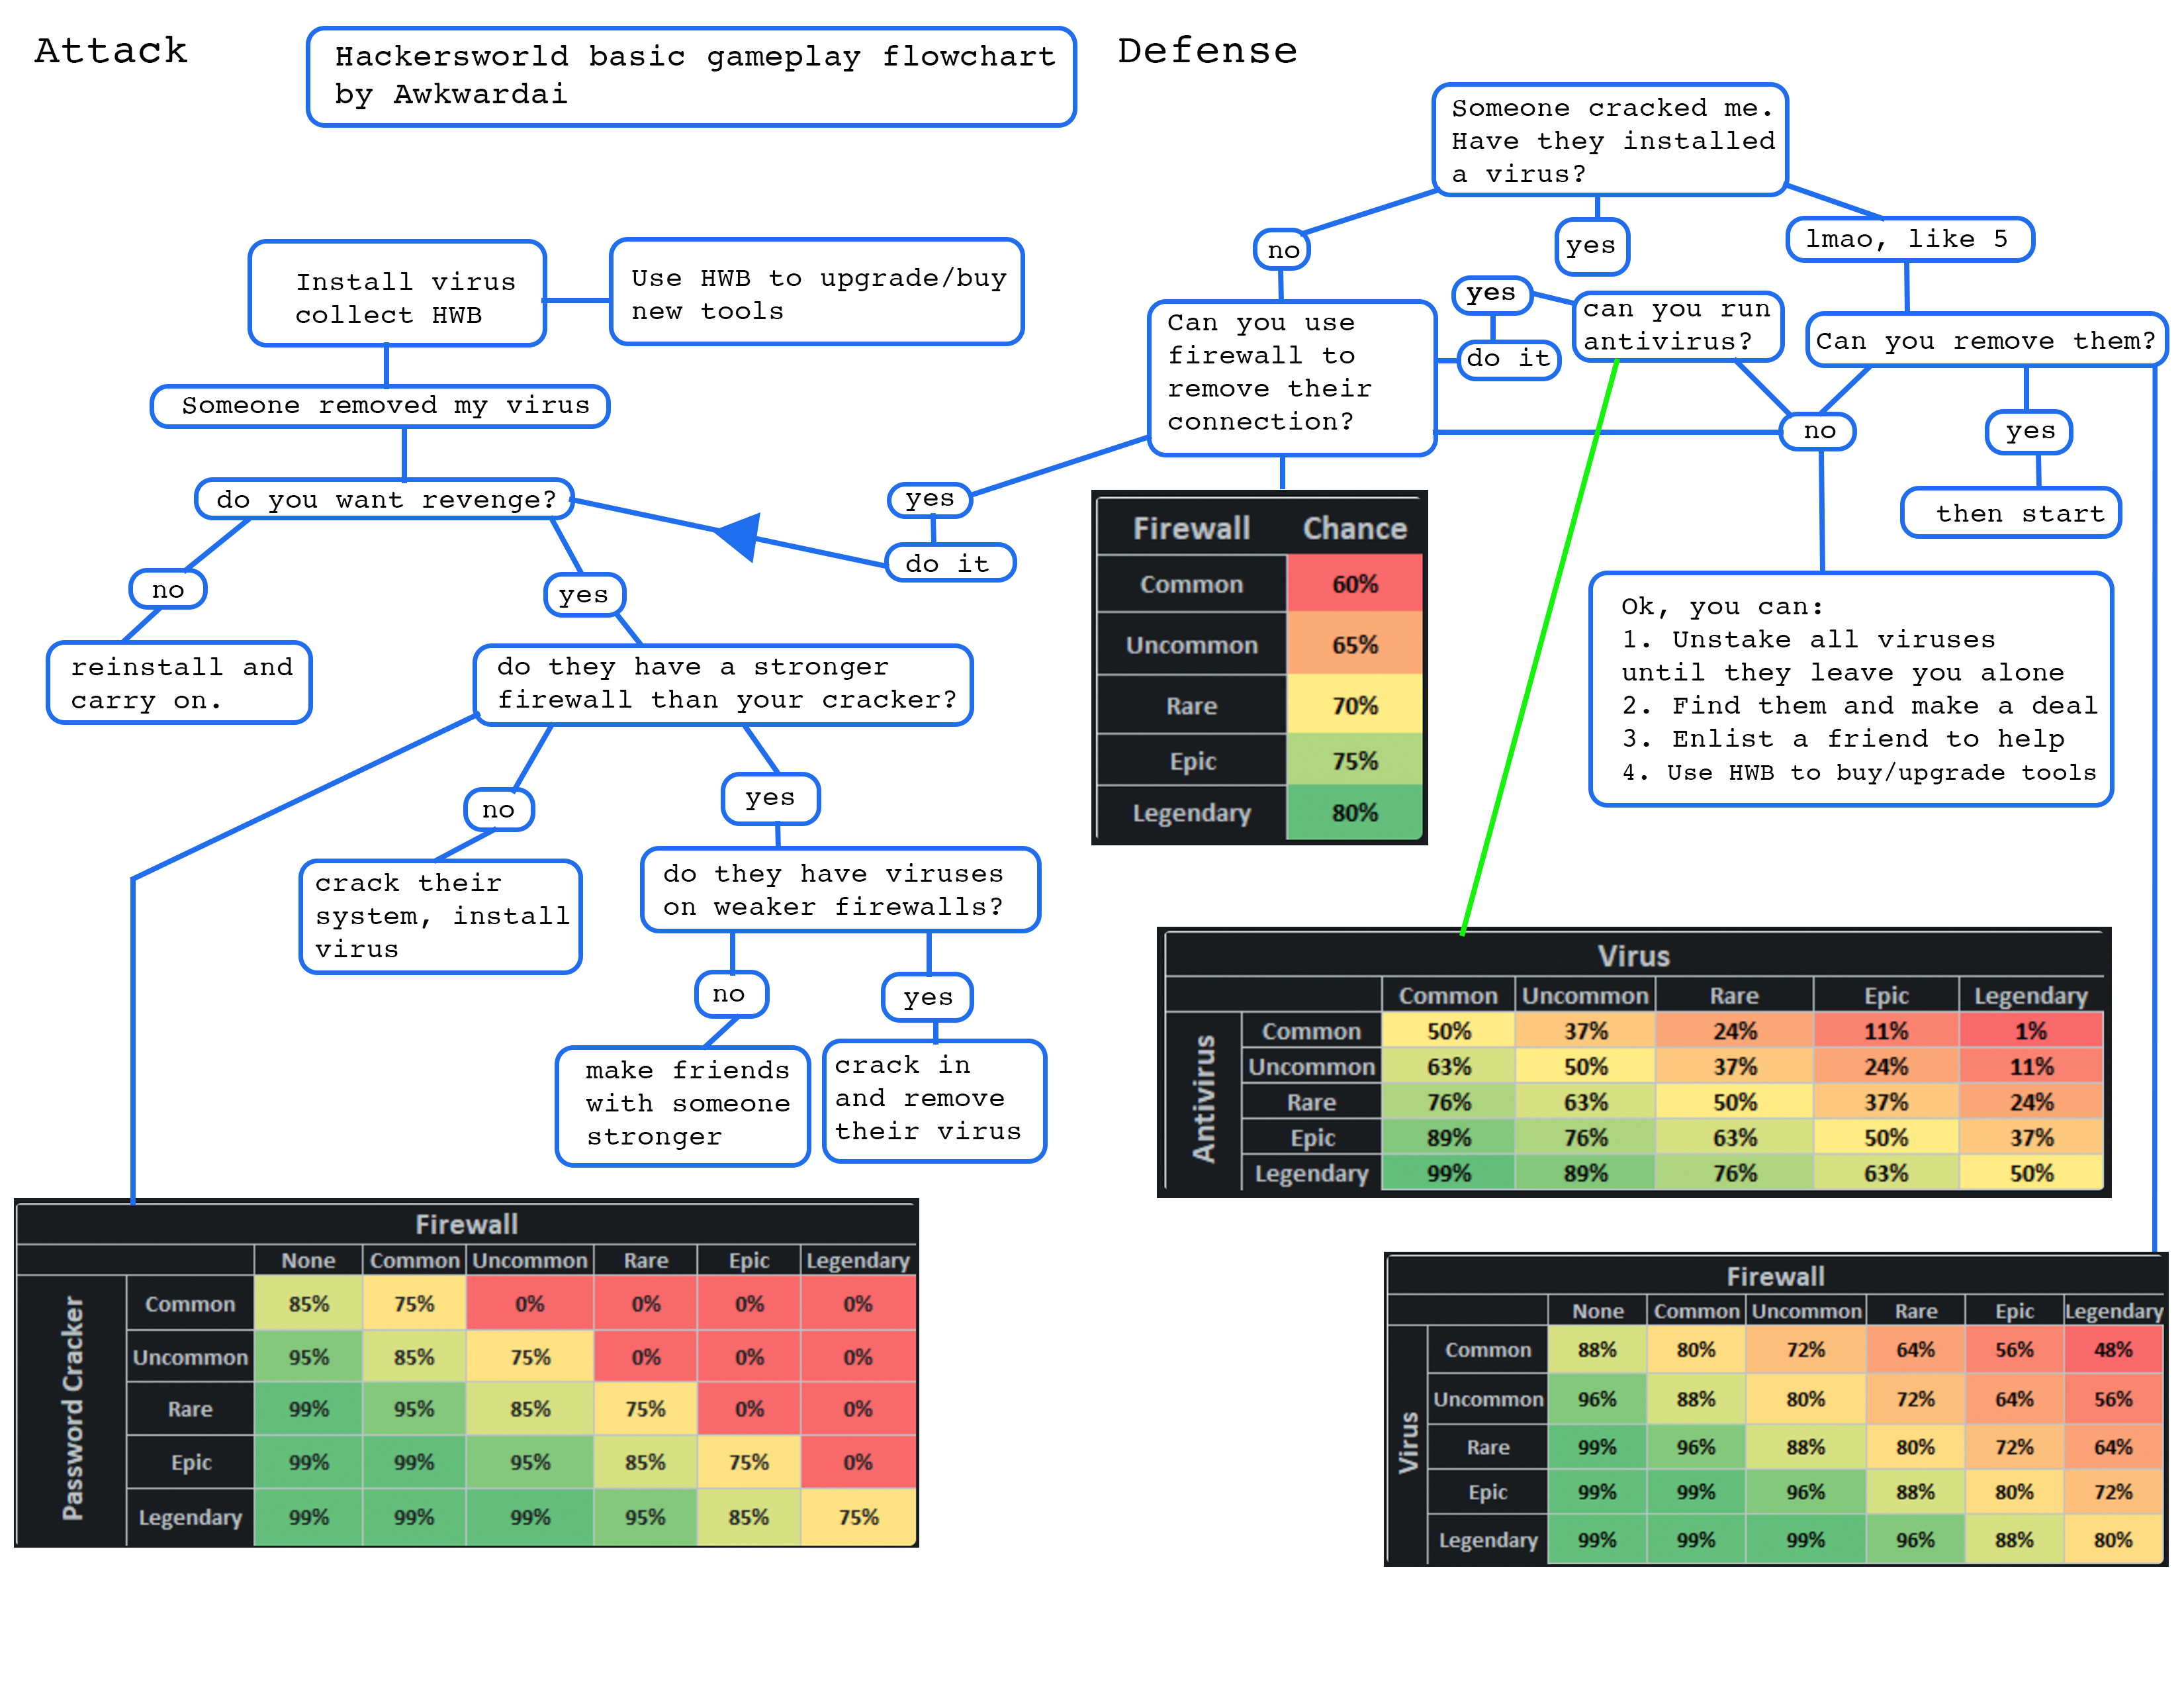 Attack
Hackersworld basic gameplay flowchart
by Awkwardai
Install virus
collect HWB
Use HWB to upgrade/buy
new tools
Someone removed my virus
do you want revenge?
no
reinstall and
carry on.
yes
do they have a stronger
firewall than your cracker?
no
crack their
system, install
virus
yes
do they have viruses
on weaker firewalls?
no
make friends
with someone
stronger
yes
crack in
and remove
their virus
Firewall
None Common Uncommon Rare Epic Legendary
Password Cracker
Common 85% 75% 0% 0% 0% 0%
Uncommon 95% 85% 75% 0% 0% 0%
Rare 99% 95% 85% 75% 0% 0%
Epic 99% 99% 95% 85% 75% 0%
Legendary 99% 99% 99% 95% 85% 75%
Defense
Someone cracked me.
Have they installed
a virus?
no
yes
lmao, like 5
Can you use
firewall to
remove their
connection?
yes
do it
can you run
antivirus?
Can you remove them?
no
yes
then start
yes
do it
Firewall Chance
Common 60%
Uncommon 65%
Rare 70%
Epic 75%
Legendary 80%
Ok, you can:
1. Unstake all viruses
until they leave you alone
2. Find them and make a deal
3. Enlist a friend to help
4. Use HWB to buy/upgrade tools
Virus
Common Uncommon Rare Epic Legendary
Antivirus
Common 50% 37% 24% 11% 1%
Uncommon 63% 50% 37% 24% 11%
Rare 76% 63% 50% 37% 24%
Epic 89% 76% 63% 50% 37%
Legendary 99% 89% 76% 63% 50%
Firewall
None Common Uncommon Rare Epic Legendary
Virus
Common 88% 80% 72% 64% 56% 48%
Uncommon 96% 88% 80% 72% 64% 56%
Rare 99% 96% 88% 80% 72% 64%
Epic 99% 99% 96% 88% 80% 72%
Legendary 99% 99% 99% 96% 88% 80%